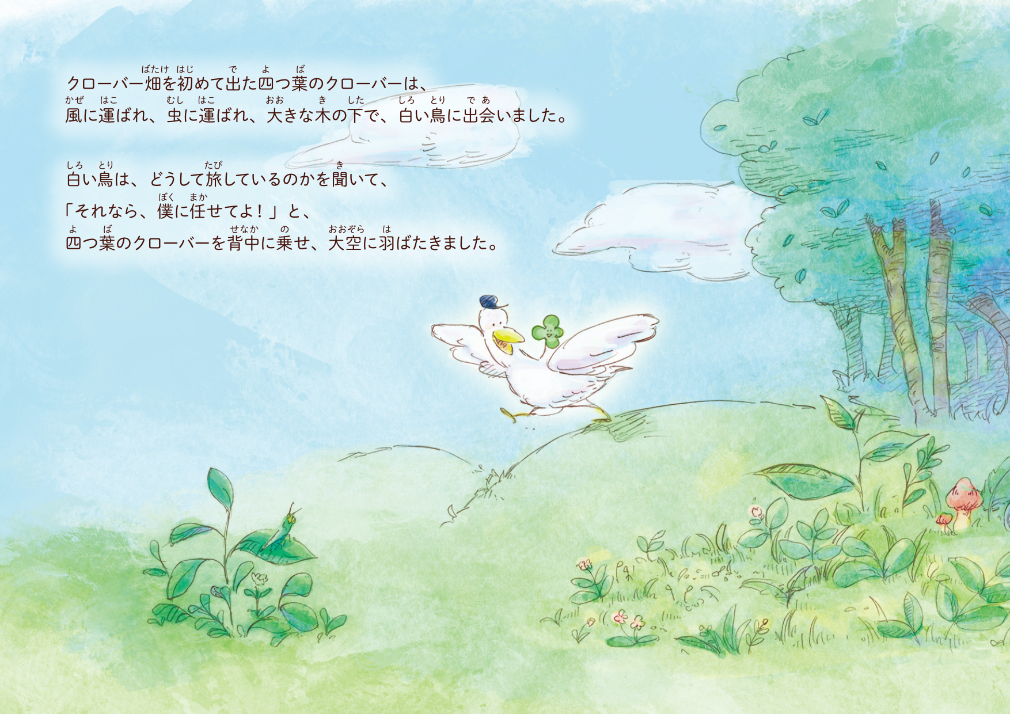 クローバー畑を初めて出た四つ葉のクローバーは、
風に運ばれ、虫に運ばれ、大きな木の下で、白い鳥に出会いました。
白い鳥は、どうして旅しているのかを聞いて、
「それなら、僕に任せてよ！」と、
四つ葉のクローバーを背中に乗せ、大空に羽ばたきました。